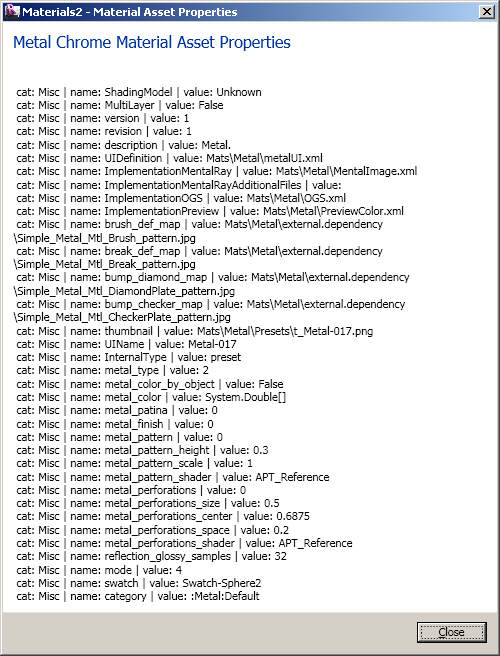 Materials2 - Material Asset Properties
Metal Chrome Material Asset Properties
cat: Misc | name: ShadingModel | value: Unknown
cat: Misc | name: MultiLayer | value: False
cat: Misc | name: version | value: 1
cat: Misc | name: revision | value: 1
cat: Misc | name: description | value: Metal.
cat: Misc | name: UIDefinition | value: Mats\Metal\metalUI.xml
cat: Misc | name: ImplementationMentalRay | value: Mats\Metal\MentalImage.xml
cat: Misc | name: ImplementationMentalRayAdditionalFiles | value:
cat: Misc | name: ImplementationOGS | value: Mats\Metal\OGS.xml
cat: Misc | name: ImplementationPreview | value: Mats\Metal\PreviewColor.xml
cat: Misc | name: brush_def_map | value: Mats\Metal\external.dependency
\Simple_Metal_Mtl_Brush_pattern.jpg
cat: Misc | name: break_def_map | value: Mats\Metal\external.dependency
\Simple_Metal_Mtl_Break_pattern.jpg
cat: Misc | name: bump_diamond_map | value: Mats\Metal\external.dependency
\Simple_Metal_Mtl_DiamondPlate_pattern.jpg
cat: Misc | name: bump_checker_map | value: Mats\Metal\external.dependency
\Simple_Metal_Mtl_CheckerPlate_pattern.jpg
cat: Misc | name: thumbnail | value: Mats\Metal\Presets\t_Metal-017.png
cat: Misc | name: UIName | value: Metal-017
cat: Misc | name: InternalType | value: preset
cat: Misc | name: metal_type | value: 2
cat: Misc | name: metal_color_by_object | value: False
cat: Misc | name: metal_color | value: System.Double[]
cat: Misc | name: metal_patina | value: 0
cat: Misc | name: metal_finish | value: 0
cat: Misc | name: metal_pattern | value: 0
cat: Misc | name: metal_pattern_height | value: 0.3
cat: Misc | name: metal_pattern_scale | value: 1
cat: Misc | name: metal_pattern_shader | value: APT_Reference
cat: Misc | name: metal_perforations | value: 0
cat: Misc | name: metal_perforations_size | value: 0.5
cat: Misc | name: metal_perforations_center | value: 0.6875
cat: Misc | name: metal_perforations_space | value: 0.2
cat: Misc | name: metal_perforations_shader | value: APT_Reference
cat: Misc | name: reflection_glossy_samples | value: 32
cat: Misc | name: mode | value: 4
cat: Misc | name: swatch | value: Swatch-Sphere2
cat: Misc | name: category | value: :Metal:Default
Close